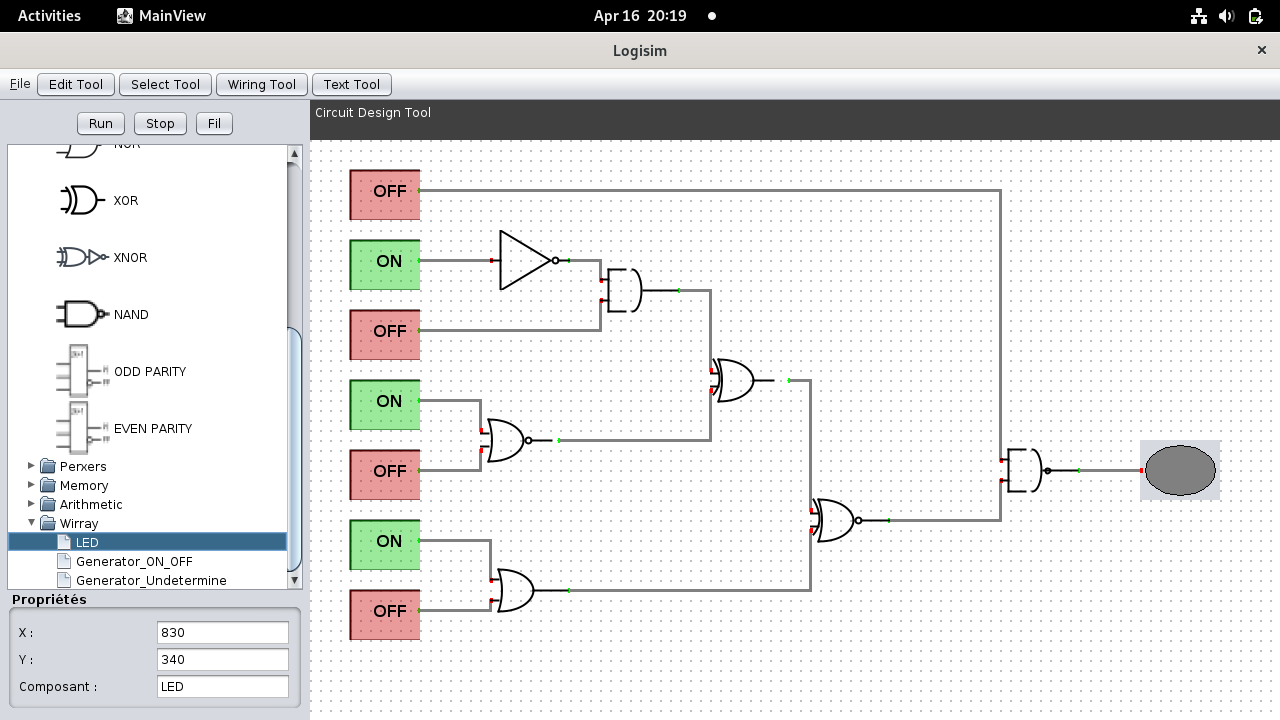 Activities MainView Apr 16 20:19
Logisim ×
File Edit Tool Select Tool Wiring Tool Text Tool
Run Stop Fil
Circuit Design Tool
NOR
XOR
XNOR
NAND
ODD PARITY
EVEN PARITY
Perxers
Memory
Arithmetic
Wirray
LED
Generator_ON_OFF
Generator_Undetermine
Propriétés
X : 830
Y : 340
Composant : LED
OFF
ON
OFF
ON
OFF
ON
OFF